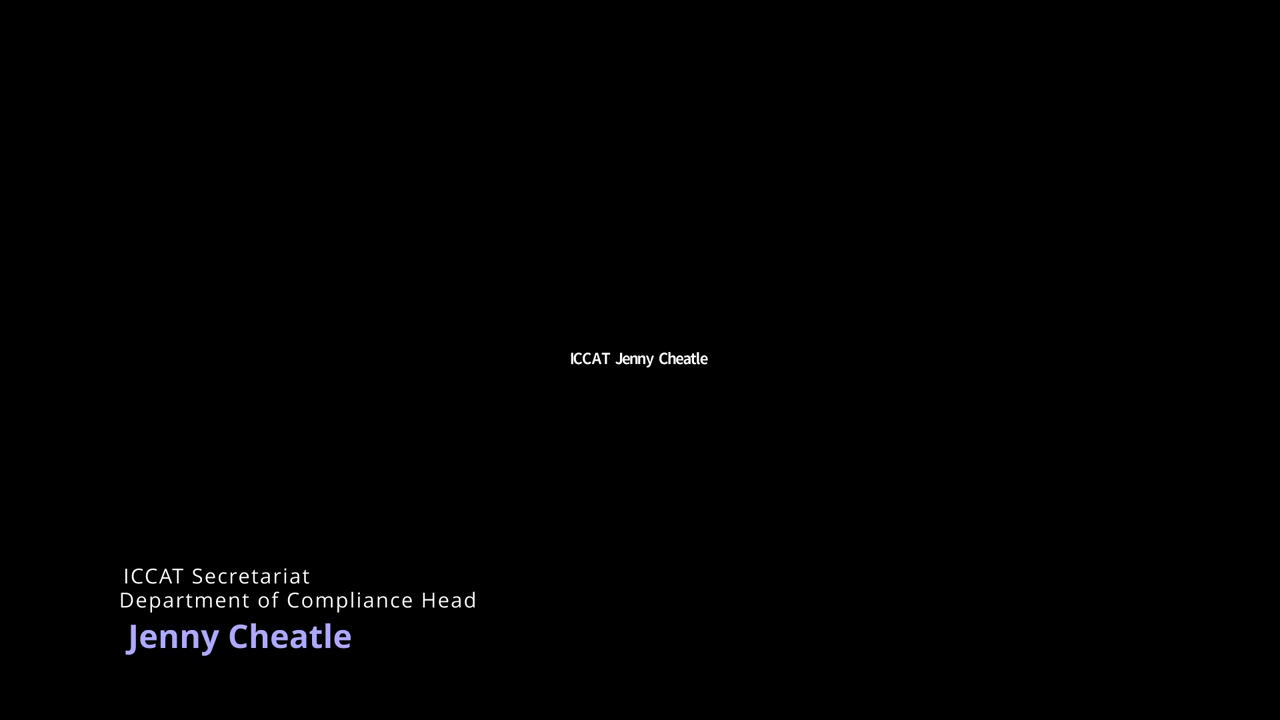 ICCAT Jenny Cheatle
ICCAT Secretariat
Department of Compliance Head
Jenny Cheatle